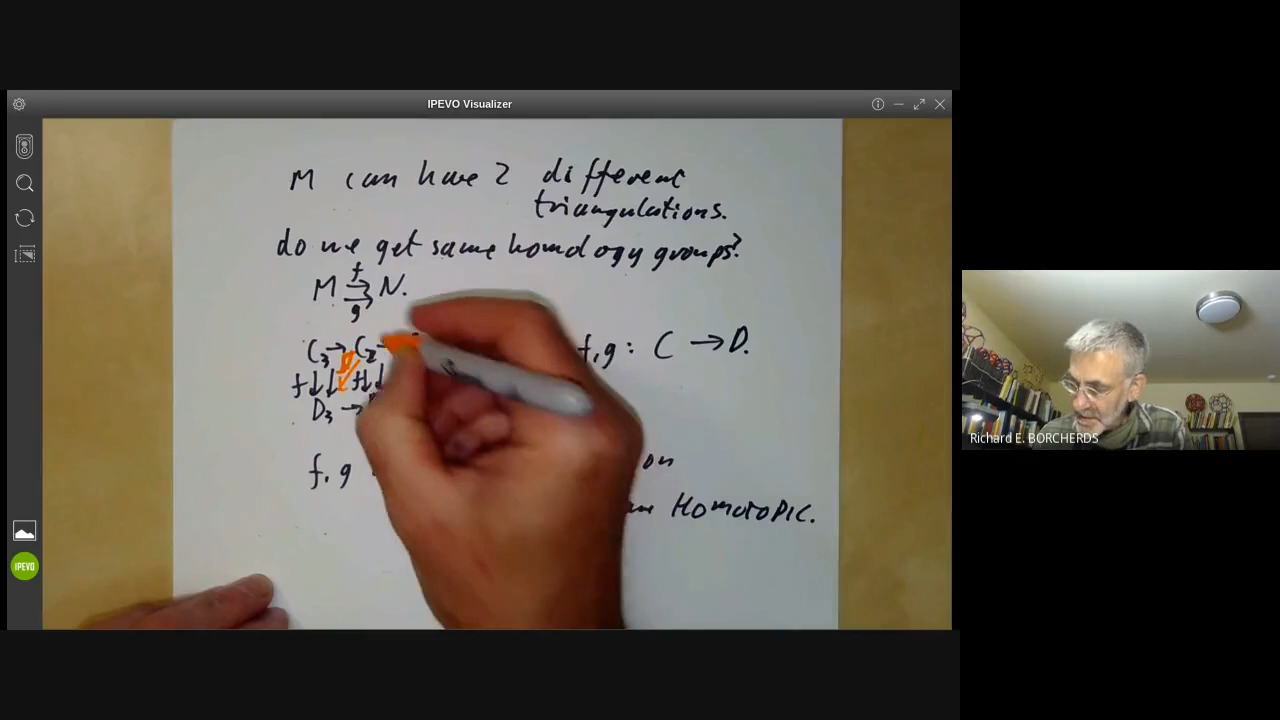 IPEVO Visualizer
M can have 2 different
triangulations.
do we get same homology groups?
f
M → N.
g
C₃ → C₂ →
f, g : C → D.
f ↓ ↓ f ↓ ↓
D₃ →
f, g on
Homotopic.
IPEVO
Richard E. BORCHERDS